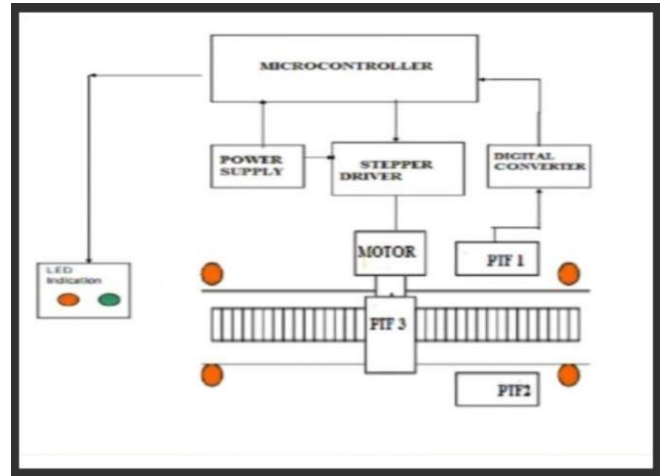 MICROCONTROLLER
POWER
SUPPLY
STEPPER
DRIVER
DIGITAL
CONVERTER
MOTOR
PIF 1
LED
Indication
PIF 3
PIF2